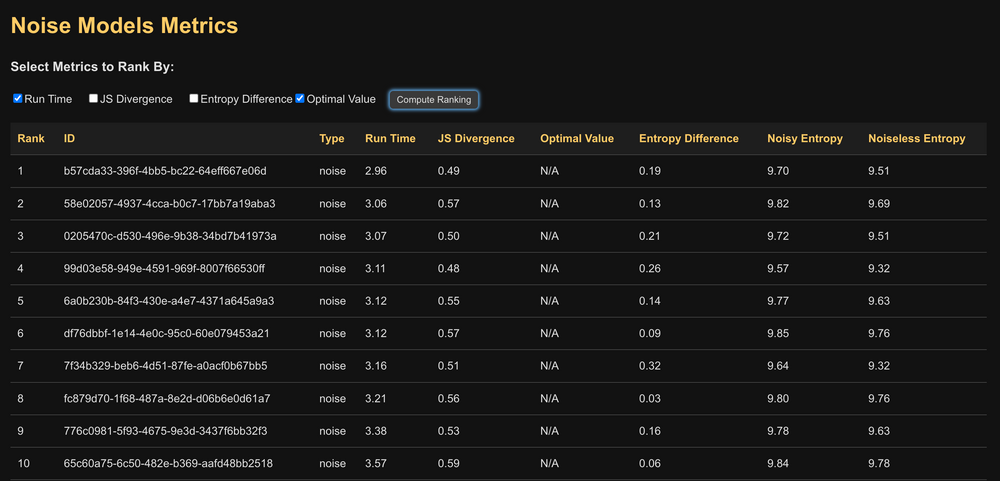 Noise Models Metrics
Select Metrics to Rank By:
Run Time JS Divergence Entropy Difference Optimal Value Compute Ranking
Rank ID Type Run Time JS Divergence Optimal Value Entropy Difference Noisy Entropy Noiseless Entropy
1 b57cda33-396f-4bb5-bc22-64eff667e06d noise 2.96 0.49 N/A 0.19 9.70 9.51
2 58e02057-4937-4cca-b0c7-17bb7a19aba3 noise 3.06 0.57 N/A 0.13 9.82 9.69
3 0205470c-d530-496e-9b38-34bd7b41973a noise 3.07 0.50 N/A 0.21 9.72 9.51
4 99d03e58-949e-4591-969f-8007f66530ff noise 3.11 0.48 N/A 0.26 9.57 9.32
5 6a0b230b-84f3-430e-a4e7-4371a645a9a3 noise 3.12 0.55 N/A 0.14 9.77 9.63
6 df76dbbf-1e14-4e0c-95c0-60e079453a21 noise 3.12 0.57 N/A 0.09 9.85 9.76
7 7f34b329-beb6-4d51-87fe-a0acf0b67bb5 noise 3.16 0.51 N/A 0.32 9.64 9.32
8 fc879d70-1f68-487a-8e2d-d06b6e0d61a7 noise 3.21 0.56 N/A 0.03 9.80 9.76
9 776c0981-5f93-4675-9e3d-3437f6bb32f3 noise 3.38 0.53 N/A 0.16 9.78 9.63
10 65c60a75-6c50-482e-b369-aafd48bb2518 noise 3.57 0.59 N/A 0.06 9.84 9.78